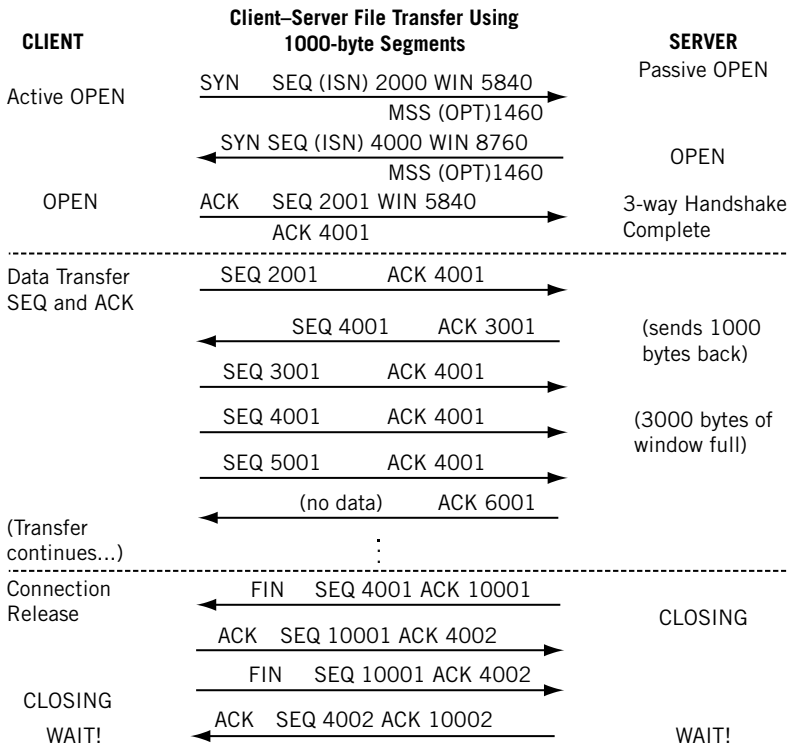 Client–Server File Transfer Using
1000-byte Segments
CLIENT
SERVER
Passive OPEN
Active OPEN
SYN SEQ (ISN) 2000 WIN 5840
MSS (OPT)1460
SYN SEQ (ISN) 4000 WIN 8760
MSS (OPT)1460
OPEN
OPEN
ACK SEQ 2001 WIN 5840
ACK 4001
3-way Handshake
Complete
Data Transfer
SEQ and ACK
SEQ 2001 ACK 4001
SEQ 4001 ACK 3001
(sends 1000
bytes back)
SEQ 3001 ACK 4001
SEQ 4001 ACK 4001
(3000 bytes of
window full)
SEQ 5001 ACK 4001
(no data) ACK 6001
(Transfer
continues...)
Connection
Release
FIN SEQ 4001 ACK 10001
CLOSING
ACK SEQ 10001 ACK 4002
FIN SEQ 10001 ACK 4002
CLOSING
ACK SEQ 4002 ACK 10002
WAIT!
WAIT!